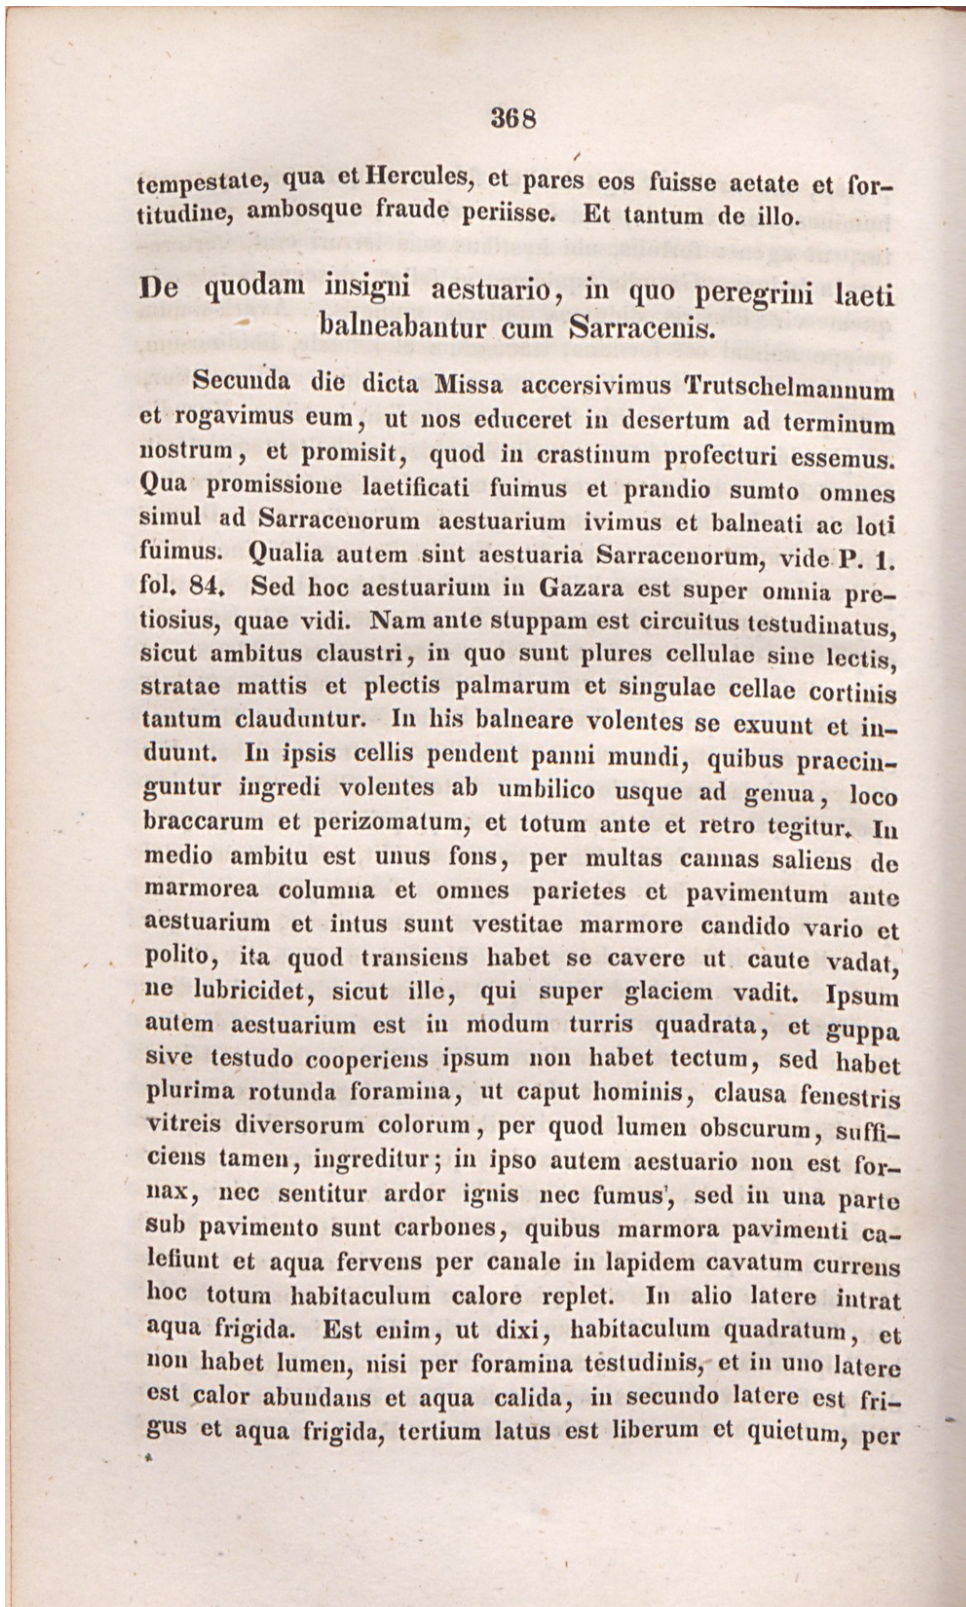 368
tempestate, qua et Hercules, et pares eos fuisse aetate et for-
titudine, ambosque fraude periisse. Et tantum de illo.
De quodam insigni aestuario, in quo peregrini laeti
balneabantur cum Sarracenis.
Secunda die dicta Missa accersivimus Trutschelmannum
et rogavimus eum, ut nos educeret in desertum ad terminum
nostrum, et promisit, quod in crastinum profecturi essemus.
Qua promissione laetificati fuimus et prandio sumto omnes
simul ad Sarracenorum aestuarium ivimus et balneati ac loti
fuimus. Qualia autem sint aestuaria Sarracenorum, vide P. 1.
fol. 84. Sed hoc aestuarium in Gazara est super omnia pre-
tiosius, quae vidi. Nam ante stuppam est circuitus testudinatus,
sicut ambitus claustri, in quo sunt plures cellulae sine lectis,
stratae mattis et plectis palmarum et singulae cellae cortinis
tantum clauduntur. In his balneare volentes se exuunt et in-
duunt. In ipsis cellis pendent panni mundi, quibus praecin-
guntur ingredi volentes ab umbilico usque ad genua, loco
braccarum et perizomatum, et totum ante et retro tegitur. In
medio ambitu est unus fons, per multas cannas saliens de
marmorea columna et omnes parietes et pavimentum ante
aestuarium et intus sunt vestitae marmore candido vario et
polito, ita quod transiens habet se cavere ut caute vadat,
ne lubricidet, sicut ille, qui super glaciem vadit. Ipsum
autem aestuarium est in modum turris quadrata, et guppa
sive testudo cooperiens ipsum non habet tectum, sed habet
plurima rotunda foramina, ut caput hominis, clausa fenestris
vitreis diversorum colorum, per quod lumen obscurum, suffi-
ciens tamen, ingreditur; in ipso autem aestuario non est for-
nax, nec sentitur ardor ignis nec fumus, sed in una parte
sub pavimento sunt carbones, quibus marmora pavimenti ca-
lefiunt et aqua fervens per canale in lapidem cavatum currens
hoc totum habitaculum calore replet. In alio latere intrat
aqua frigida. Est enim, ut dixi, habitaculum quadratum, et
non habet lumen, nisi per foramina testudinis, et in uno latere
est calor abundans et aqua calida, in secundo latere est fri-
gus et aqua frigida, tertium latus est liberum et quietum, per